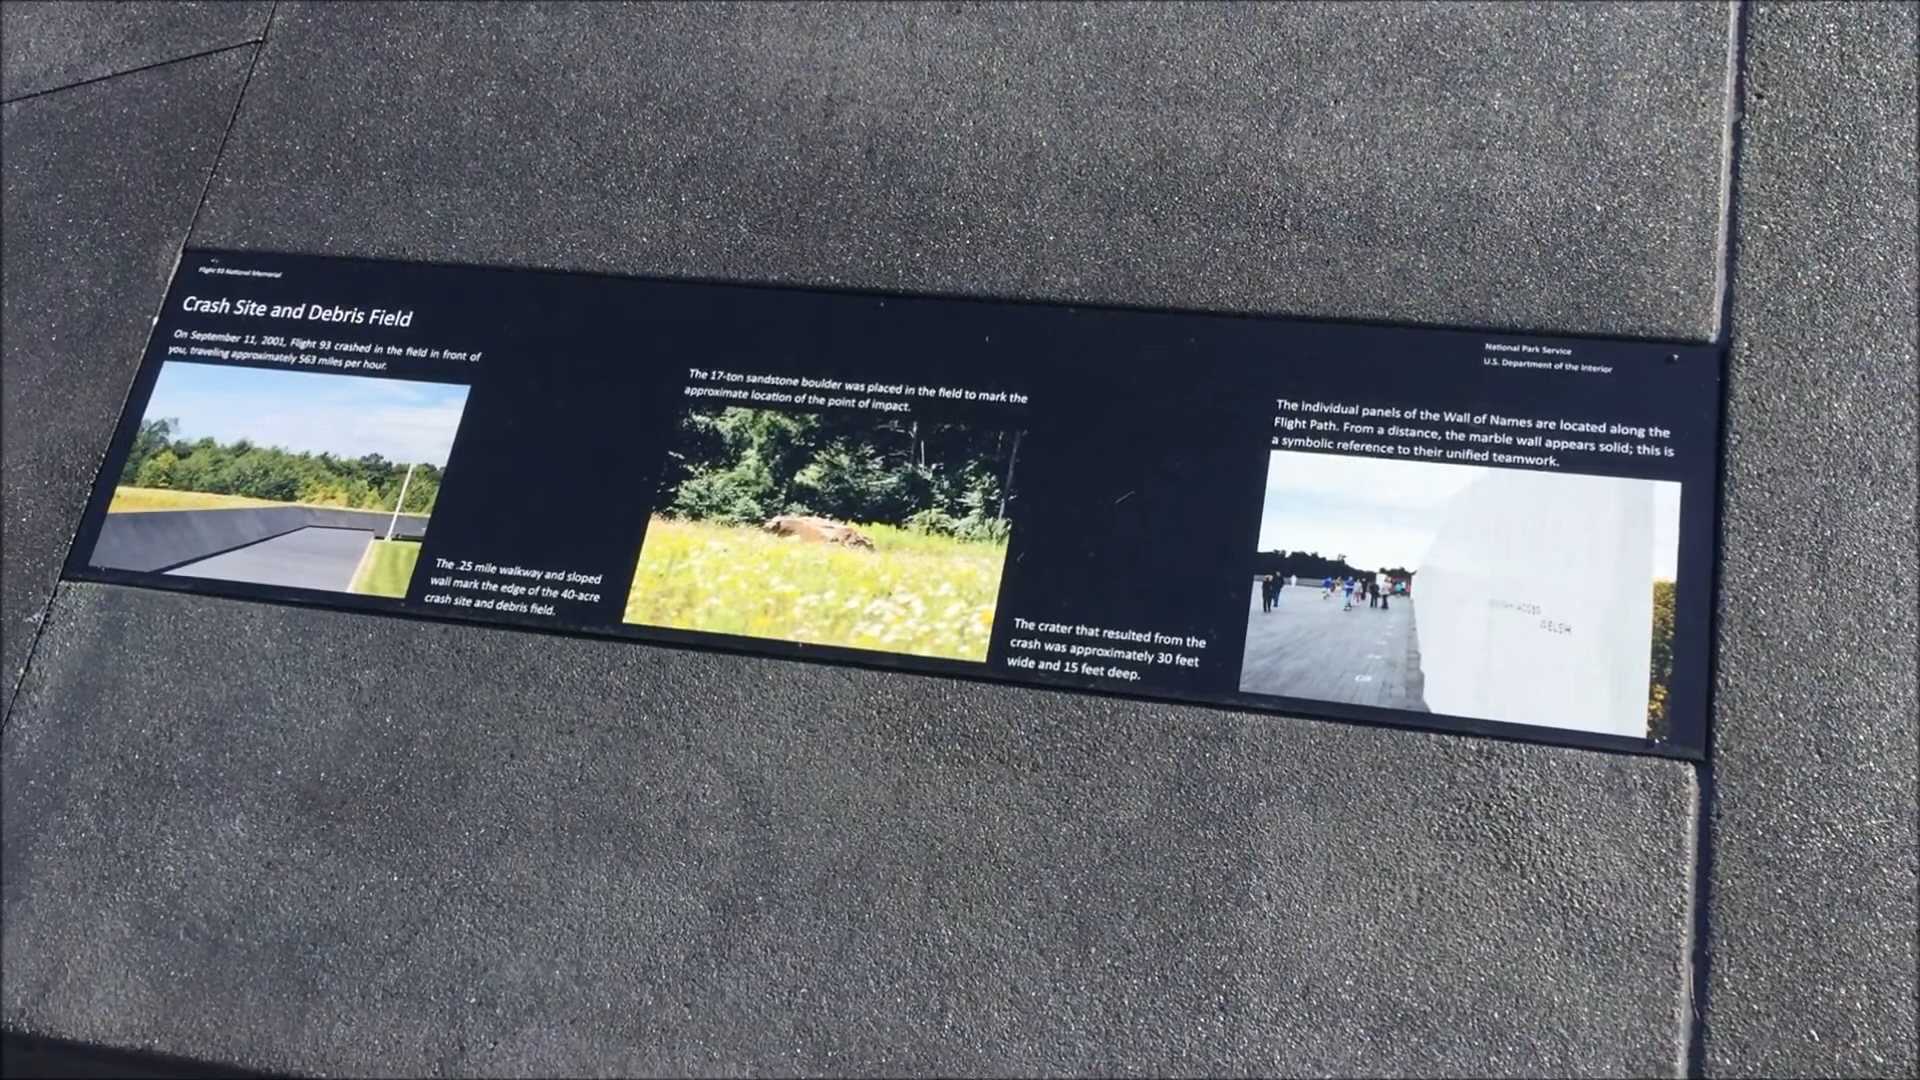 Flight 93 National Memorial
Crash Site and Debris Field
On September 11, 2001, Flight 93 crashed in the field in front of
you, traveling approximately 563 miles per hour.
The .25 mile walkway and sloped
wall mark the edge of the 40-acre
crash site and debris field.
The 17-ton sandstone boulder was placed in the field to mark the
approximate location of the point of impact.
The crater that resulted from the
crash was approximately 30 feet
wide and 15 feet deep.
National Park Service
U.S. Department of the Interior
The individual panels of the Wall of Names are located along the
Flight Path. From a distance, the marble wall appears solid; this is
a symbolic reference to their unified teamwork.
WELSH